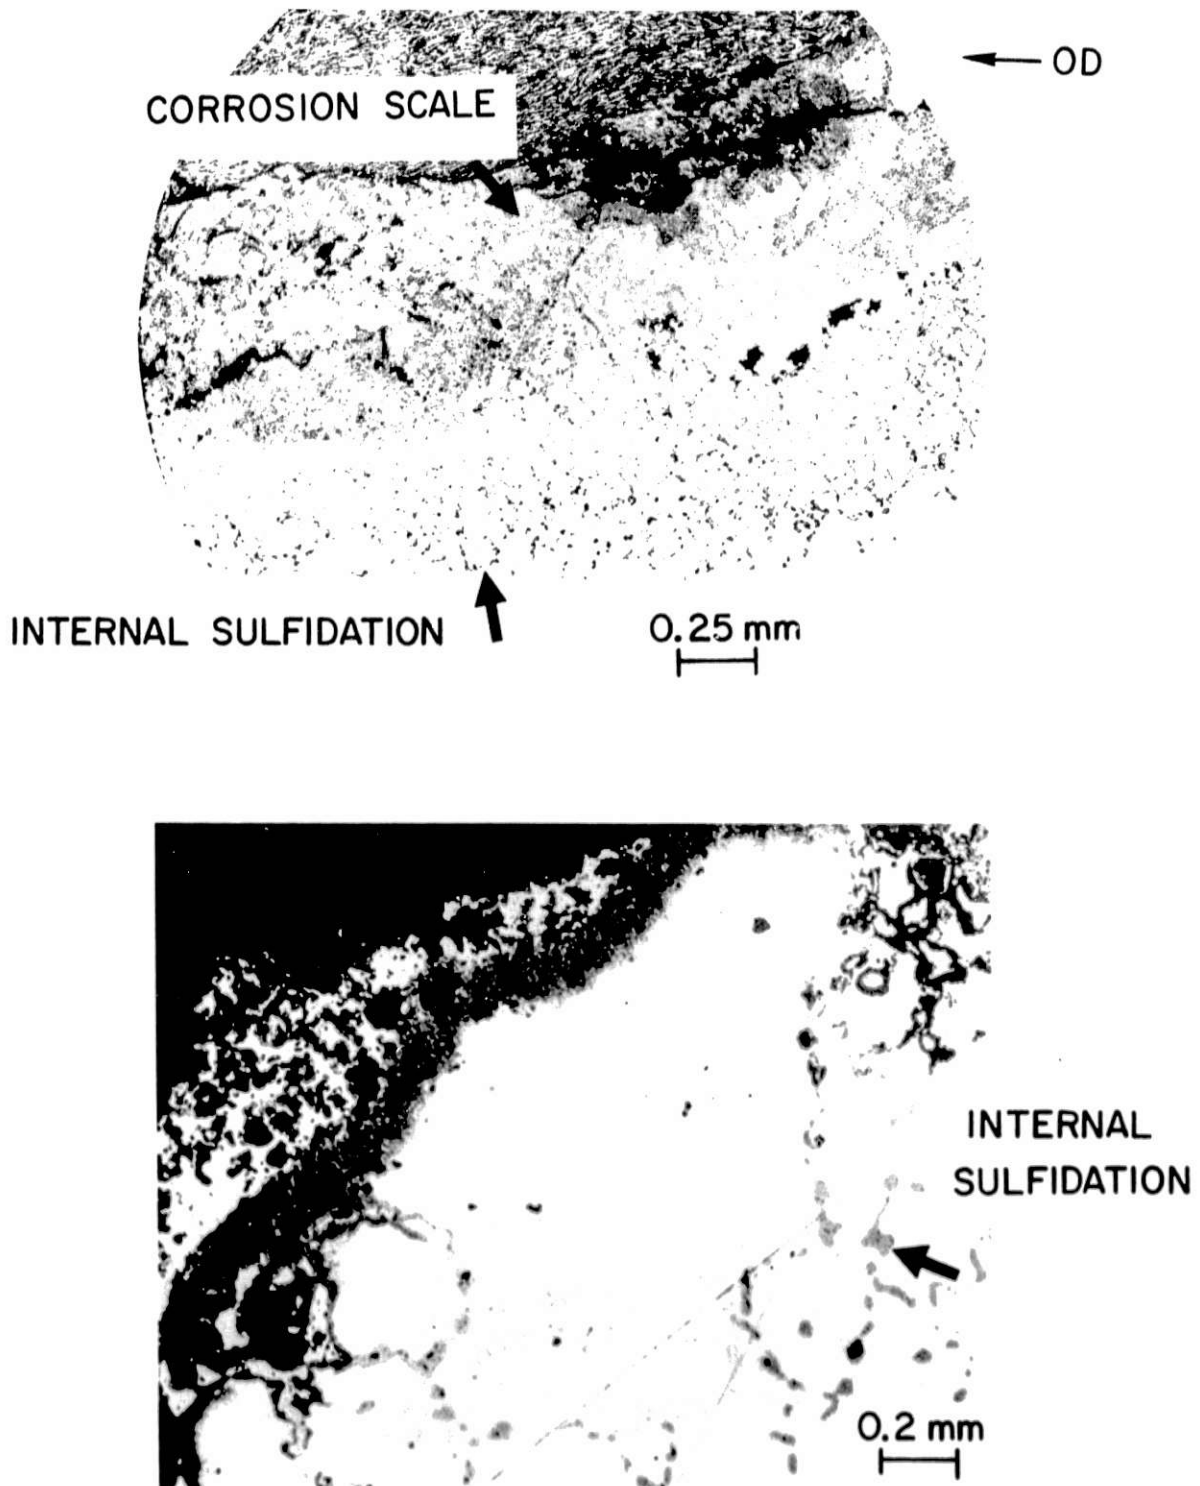 OD
CORROSION SCALE
INTERNAL SULFIDATION
0.25 mm
INTERNAL
SULFIDATION
0.2 mm